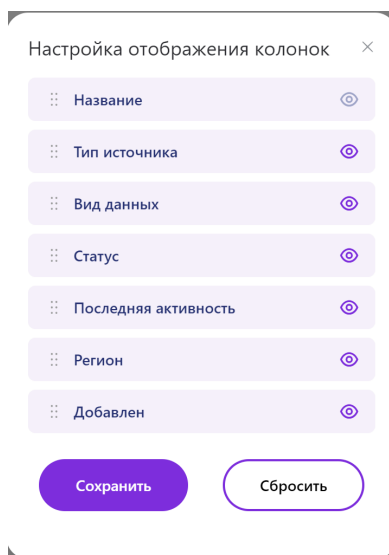 Настройка отображения колонок
Название
Тип источника
Вид данных
Статус
Последняя активность
Регион
Добавлен
Сохранить
Сбросить